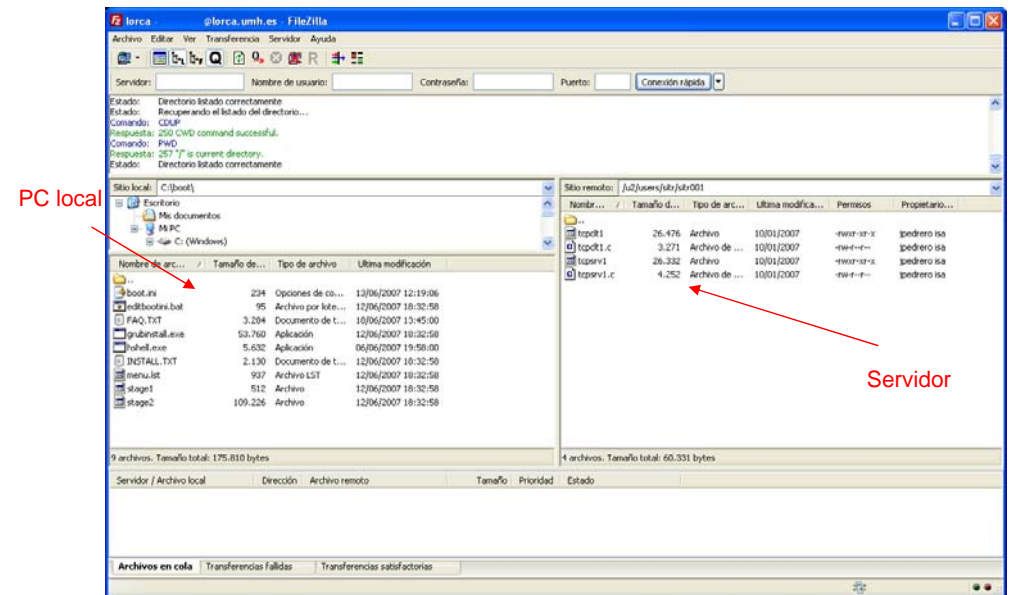 lorca - @lorca.umh.es - FileZilla
Archivo Editar Ver Transferencia Servidor Ayuda
Servidor: Nombre de usuario: Contraseña: Puerto: Conexión rápida
Estado: Directorio listado correctamente
Estado: Recuperando el listado del directorio...
Comando: CDUP
Respuesta: 250 CWD command successful.
Comando: PWD
Respuesta: 257 "/" is current directory.
Estado: Directorio listado correctamente
PC local
Sitio local: C:\boot\
Escritorio
Mis documentos
Mi PC
C: (Windows)
Nombre de arc... / Tamaño de... Tipo de archivo Ultima modificación
..
boot.ini 234 Opciones de co... 13/06/2007 12:19:06
editbootini.bat 95 Archivo por lote... 12/06/2007 18:32:58
FAQ.TXT 3.204 Documento de t... 10/06/2007 13:45:00
grubinstall.exe 53.760 Aplicación 12/06/2007 18:32:58
hshell.exe 5.632 Aplicación 06/06/2007 19:58:00
INSTALL.TXT 2.130 Documento de t... 12/06/2007 18:32:58
menu.lst 937 Archivo LST 12/06/2007 18:32:58
stage1 512 Archivo 12/06/2007 18:32:58
stage2 109.226 Archivo 12/06/2007 18:32:58
9 archivos. Tamaño total: 175.810 bytes
Sitio remoto: /u2/users/sitr/sitr001
Nombr... / Tamaño d... Tipo de arc... Ultima modifica... Permisos Propietario...
..
tcpclt1 26.476 Archivo 10/01/2007 -rwxr-xr-x jpedrero isa
tcpclt1.c 3.271 Archivo de ... 10/01/2007 -rw-r--r-- jpedrero isa
tcpsrv1 26.332 Archivo 10/01/2007 -rwxr-xr-x jpedrero isa
tcpsrv1.c 4.252 Archivo de ... 10/01/2007 -rw-r--r-- jpedrero isa
Servidor
4 archivos. Tamaño total: 60.331 bytes
Servidor / Archivo local Dirección Archivo remoto Tamaño Prioridad Estado
Archivos en cola Transferencias fallidas Transferencias satisfactorias